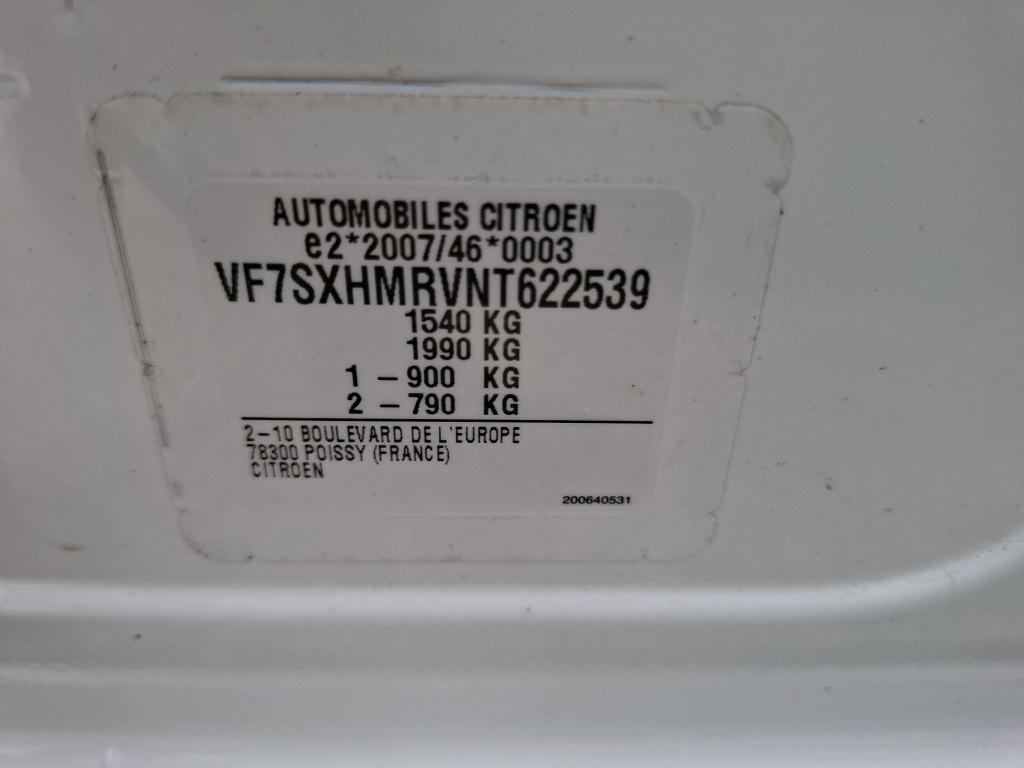 AUTOMOBILES CITROEN
e2*2007/46*0003
VF7SXHMRVNT622539
1540 KG
1990 KG
1 - 900 KG
2 - 790 KG
2-10 BOULEVARD DE L'EUROPE
78300 POISSY (FRANCE)
CITROEN
200640531